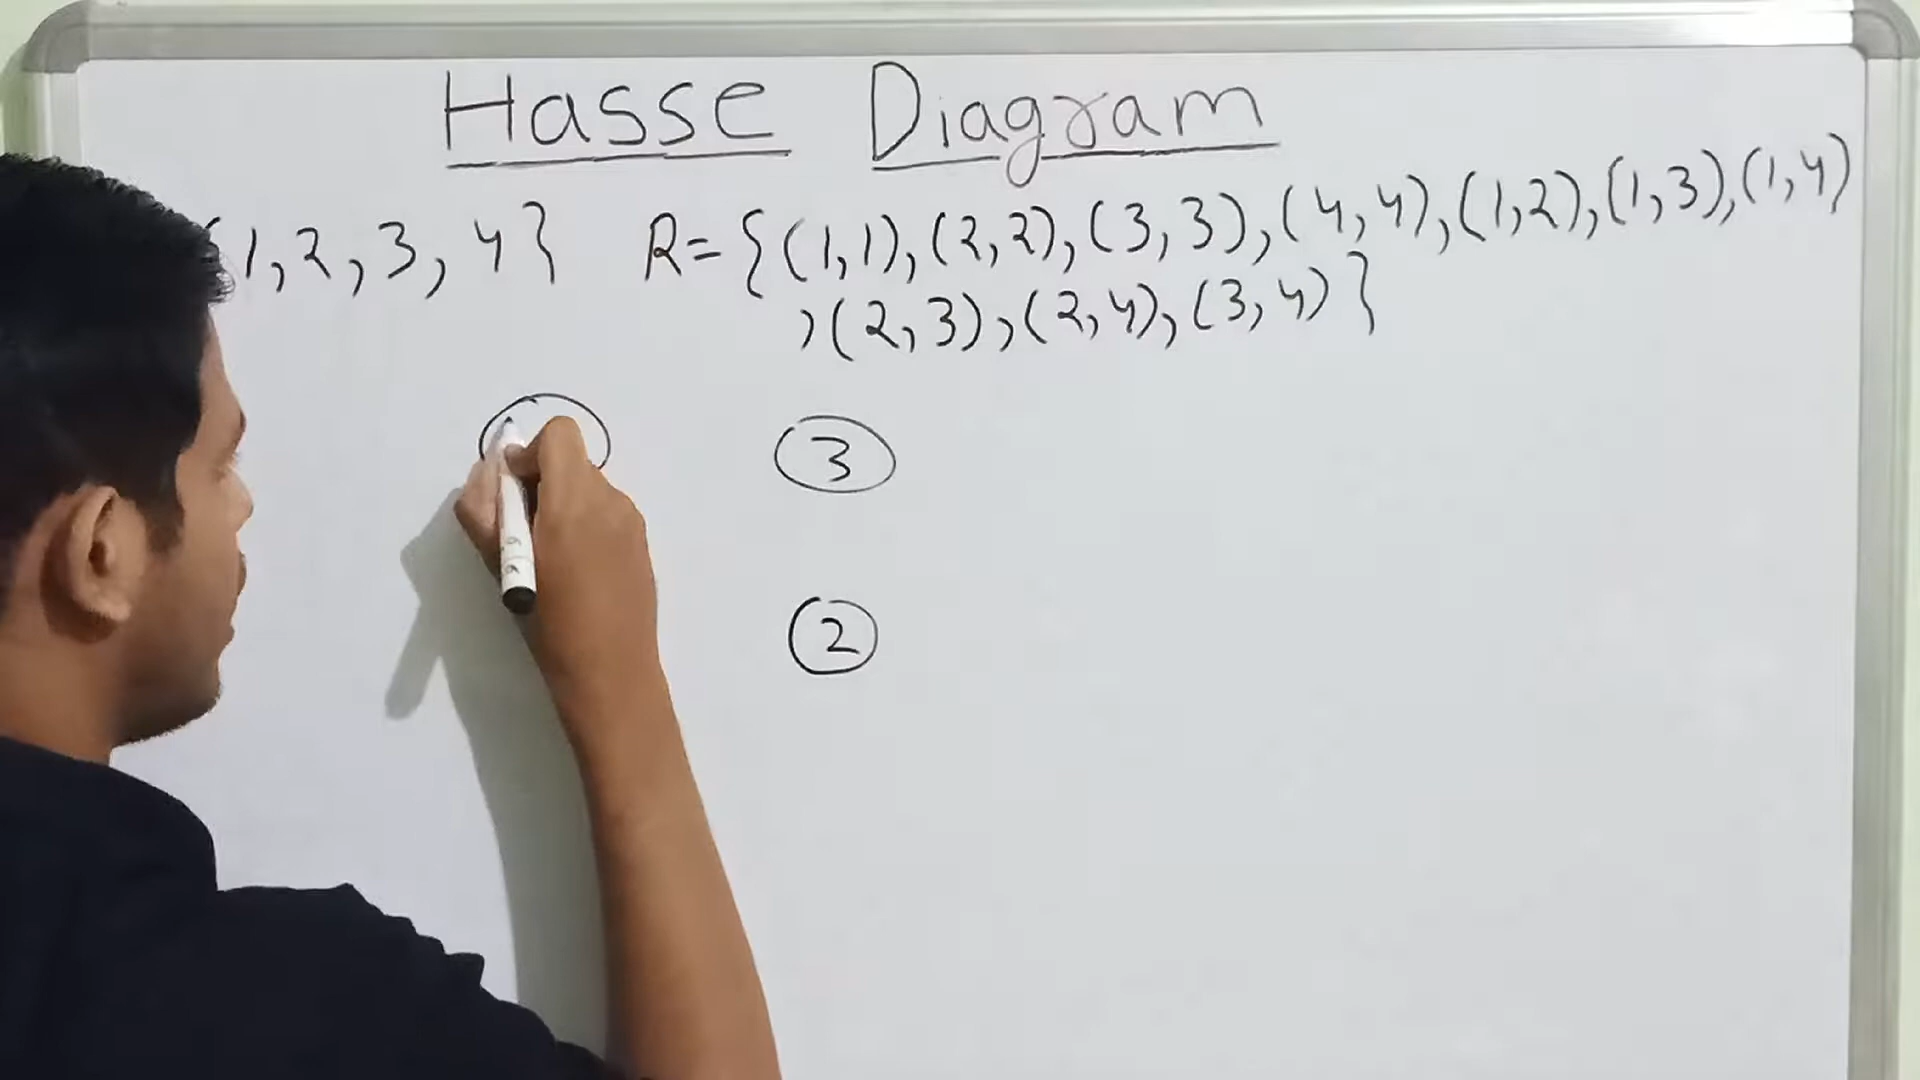 Hasse Diagram
{1,2,3,4} R={(1,1),(2,2),(3,3),(4,4),(1,2),(1,3),(1,4)
,(2,3),(2,4),(3,4)}
3
2